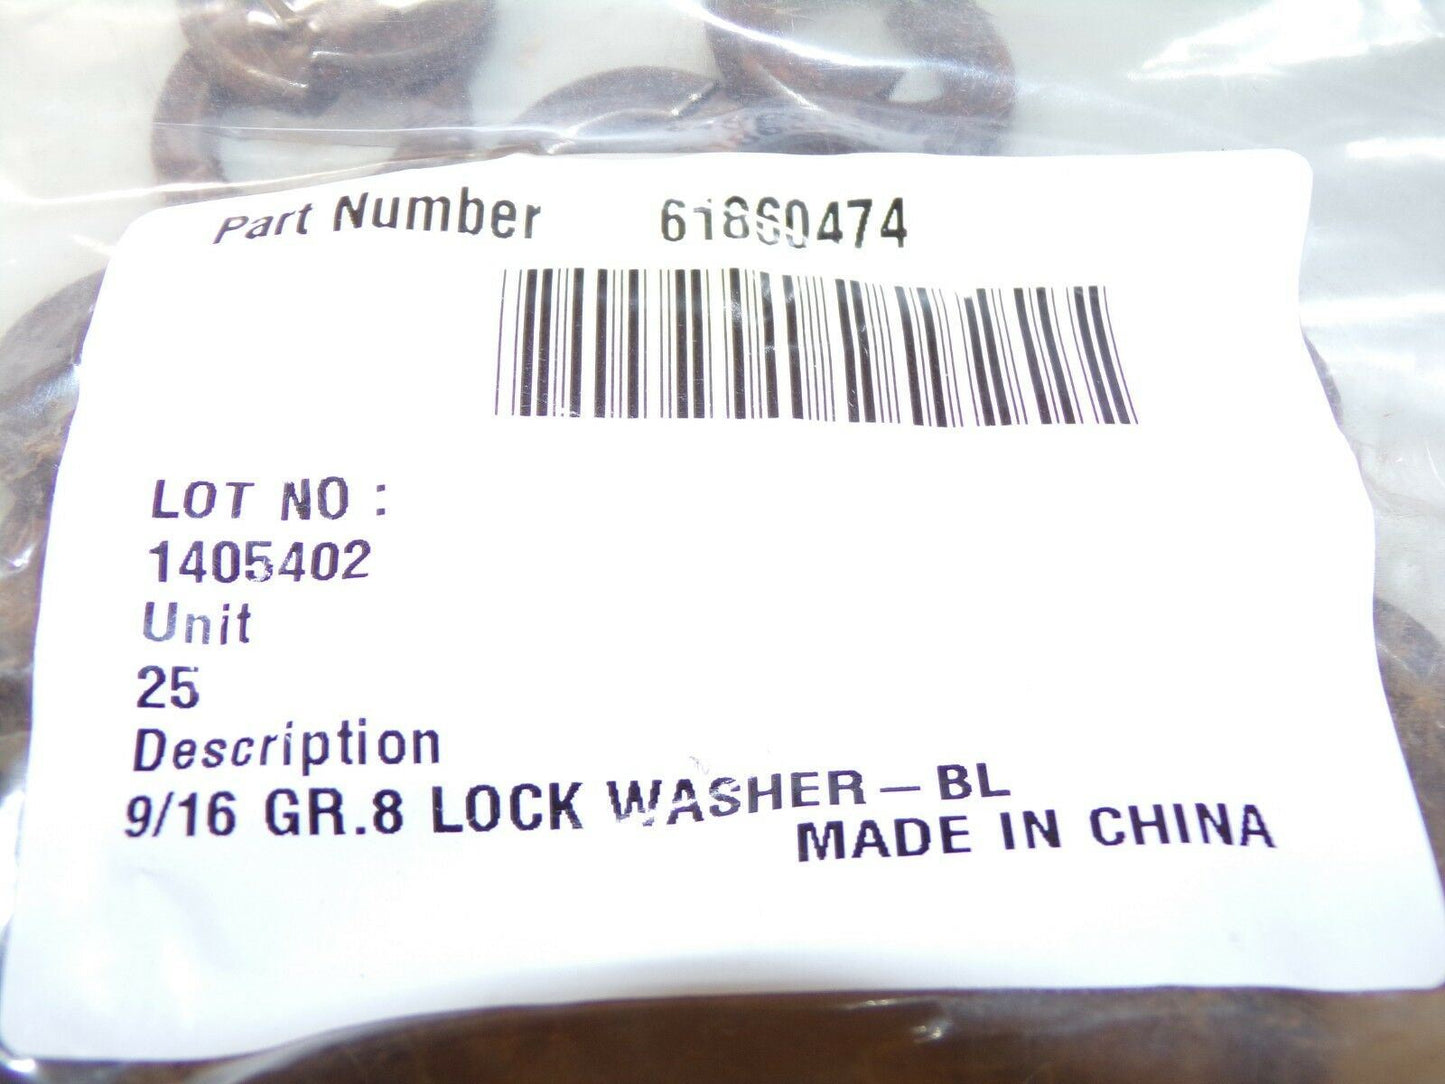 Part Number 61860474
LOT NO :
1405402
Unit
25
Description
9/16 GR.8 LOCK WASHER-BL
MADE IN CHINA